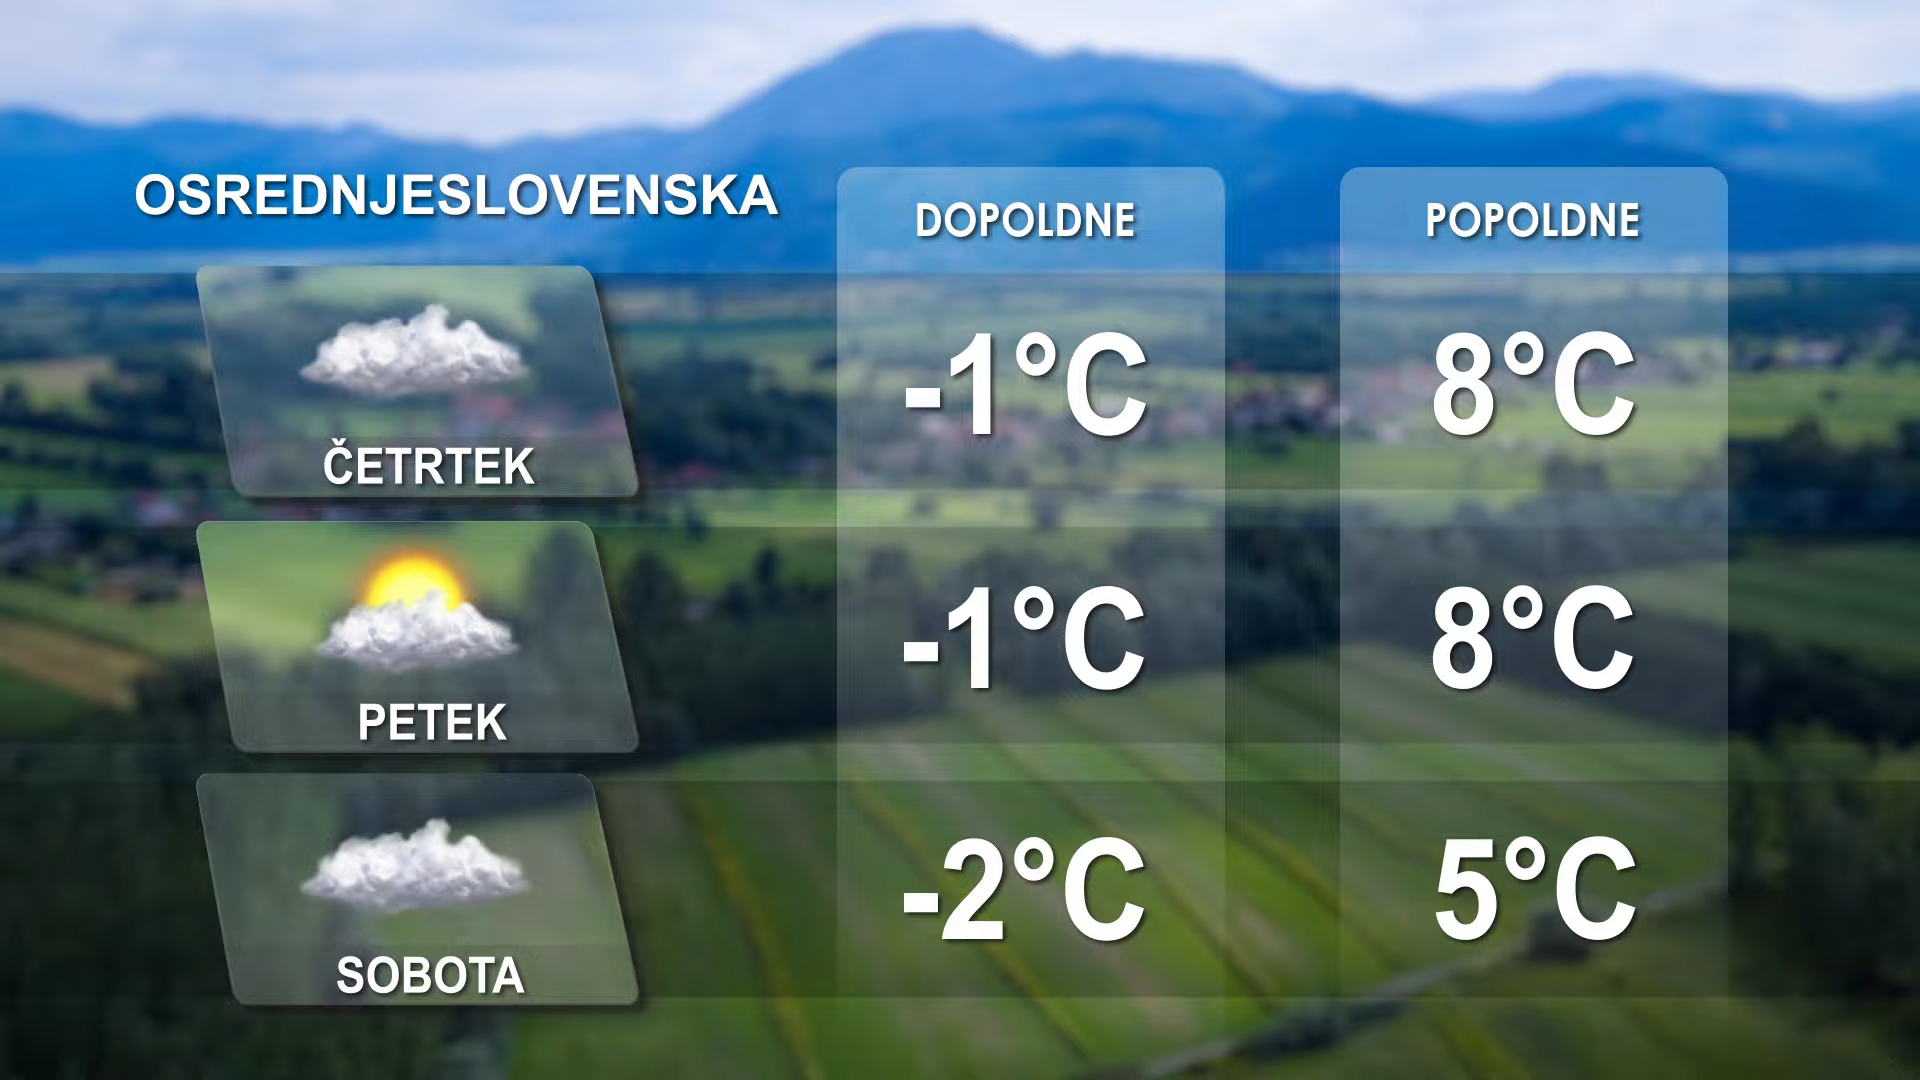 OSREDNJESLOVENSKA
DOPOLDNE
POPOLDNE
ČETRTEK
-1°C
8°C
PETEK
-1°C
8°C
SOBOTA
-2°C
5°C